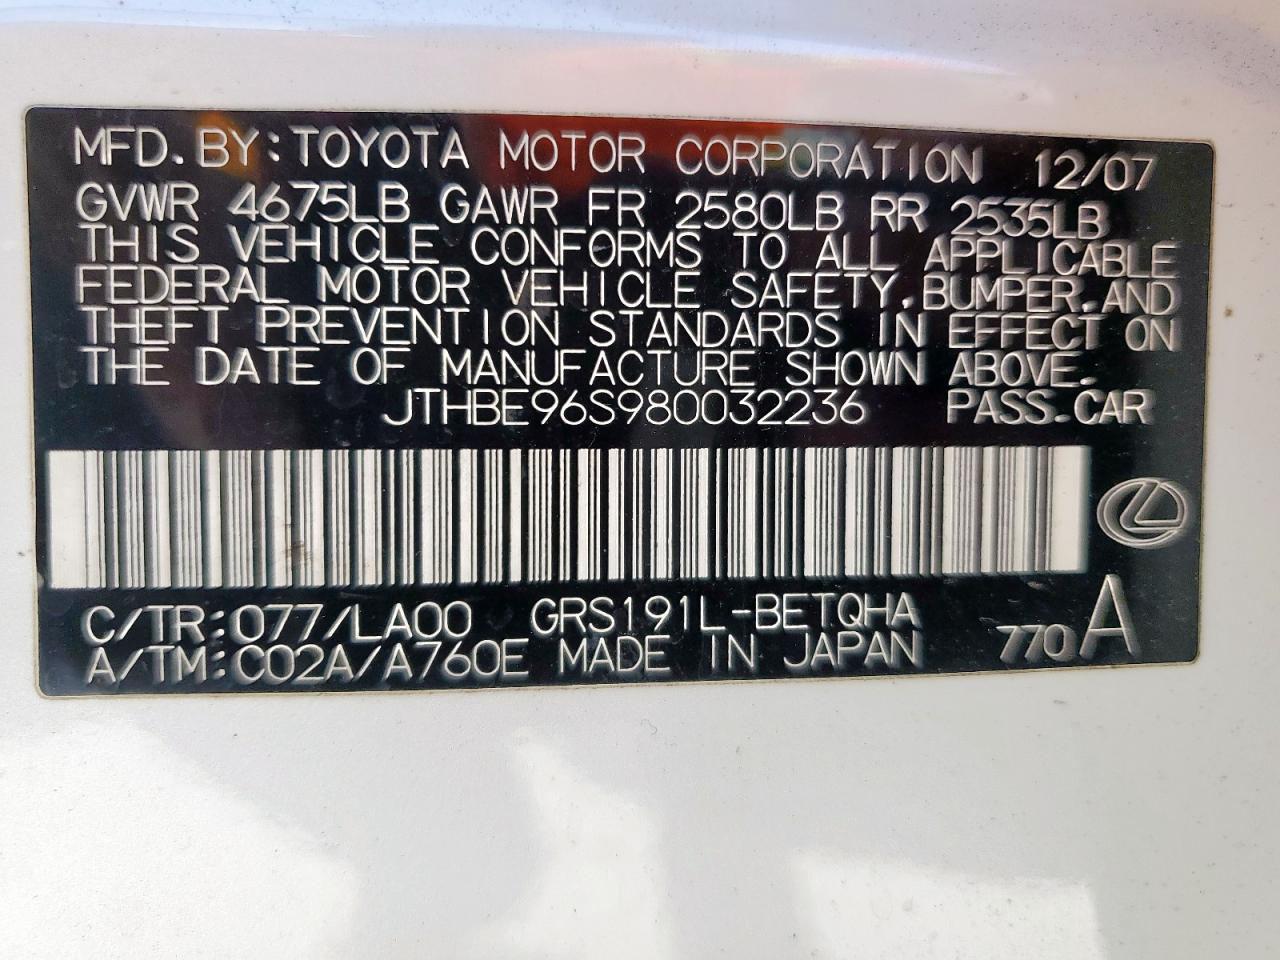 MFD. BY: TOYOTA MOTOR CORPORATION 12/07
GVWR 4675LB GAWR FR 2580LB RR 2535LB
THIS VEHICLE CONFORMS TO ALL APPLICABLE
FEDERAL MOTOR VEHICLE SAFETY, BUMPER, AND
THEFT PREVENTION STANDARDS IN EFFECT ON
THE DATE OF MANUFACTURE SHOWN ABOVE.
JTHBE96S980032236 PASS. CAR
C/TR:077/LA00 GRS191L-BETQHA
A/TM:C02A/A760E MADE IN JAPAN 770 A